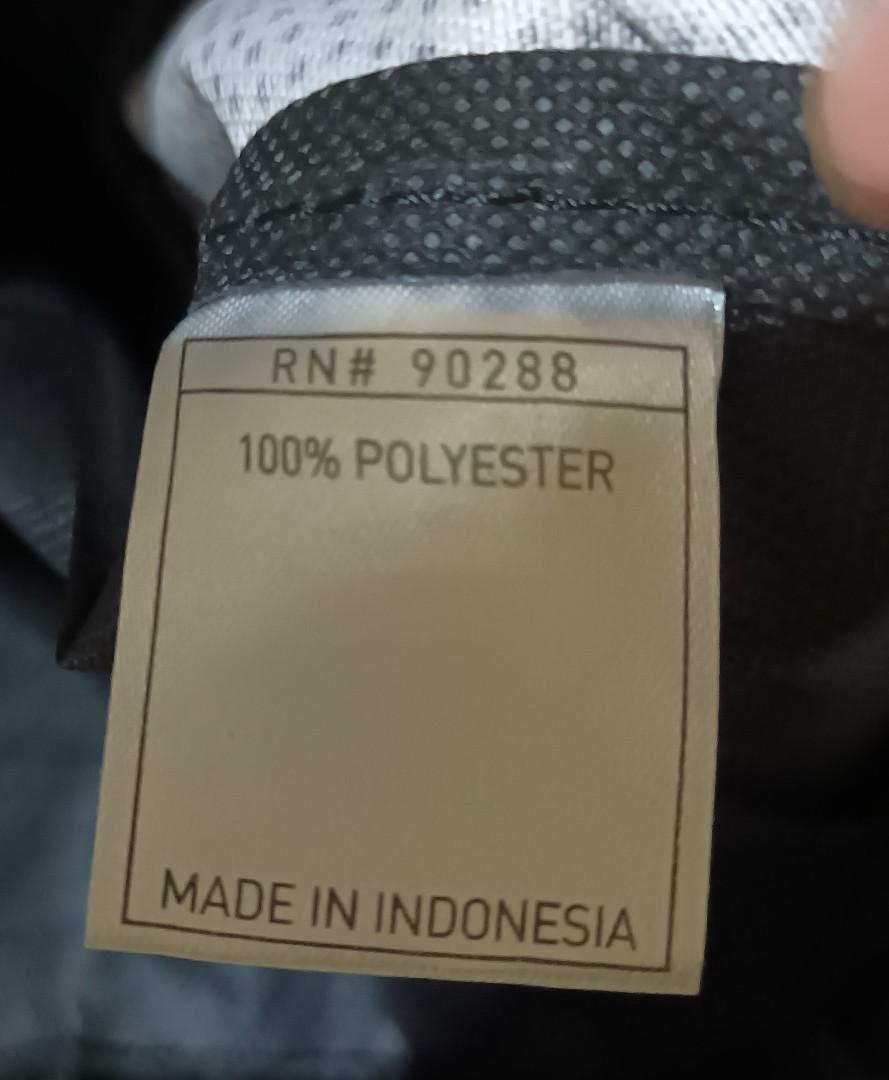 RN# 90288
100% POLYESTER
MADE IN INDONESIA